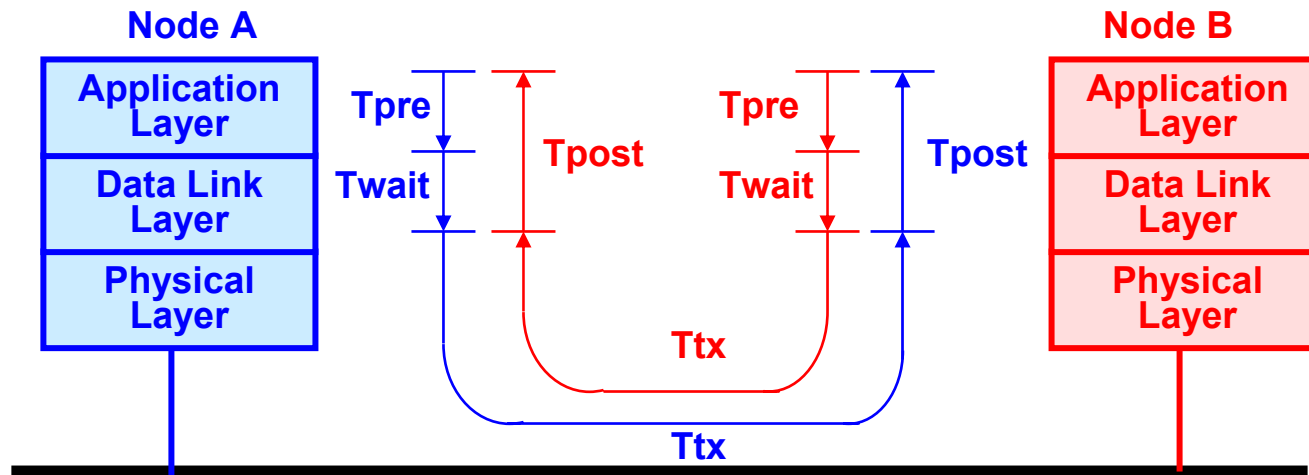 Node A
Node B
Application
Layer
Data Link
Layer
Physical
Layer
Tpre
Twait
Tpost
Tpre
Twait
Tpost
Ttx
Ttx
Application
Layer
Data Link
Layer
Physical
Layer